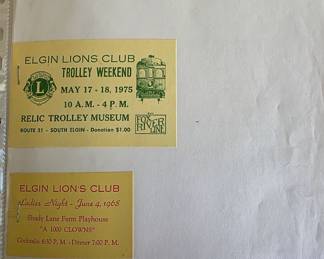 ELGIN LIONS CLUB
TROLLEY WEEKEND
MAY 17 - 18, 1975
10 A.M. - 4 P.M.
RELIC TROLLEY MUSEUM
ROUTE 31 - SOUTH ELGIN - Donation $1.00
FOX
RIVER
LINE
L
ELGIN LIONS CLUB
Ladies Night - June 4, 1968
Shady Lane Farm Playhouse
"A 1000 CLOWNS"
Cocktails 6:30 P. M. - Dinner 7:00 P. M.